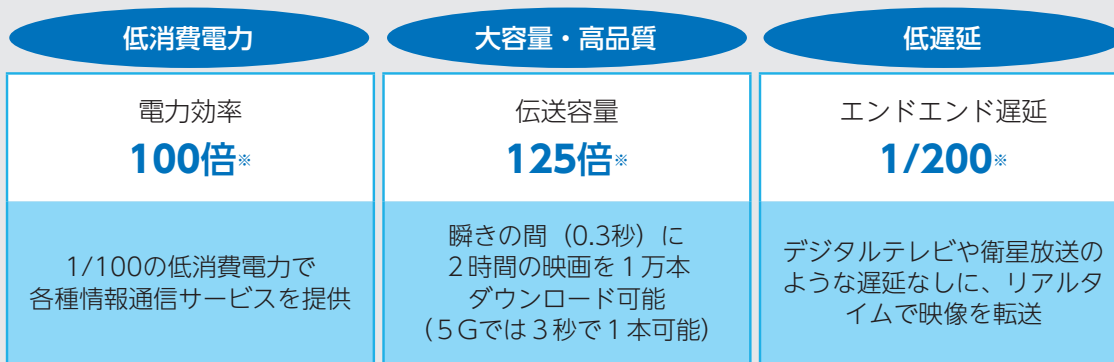 低消費電力
電力効率
100倍※
1/100の低消費電力で
各種情報通信サービスを提供
大容量・高品質
伝送容量
125倍※
瞬きの間（0.3秒）に
２時間の映画を１万本
ダウンロード可能
（５Gでは３秒で１本可能）
低遅延
エンドエンド遅延
1/200※
デジタルテレビや衛星放送の
ような遅延なしに、リアルタ
イムで映像を転送